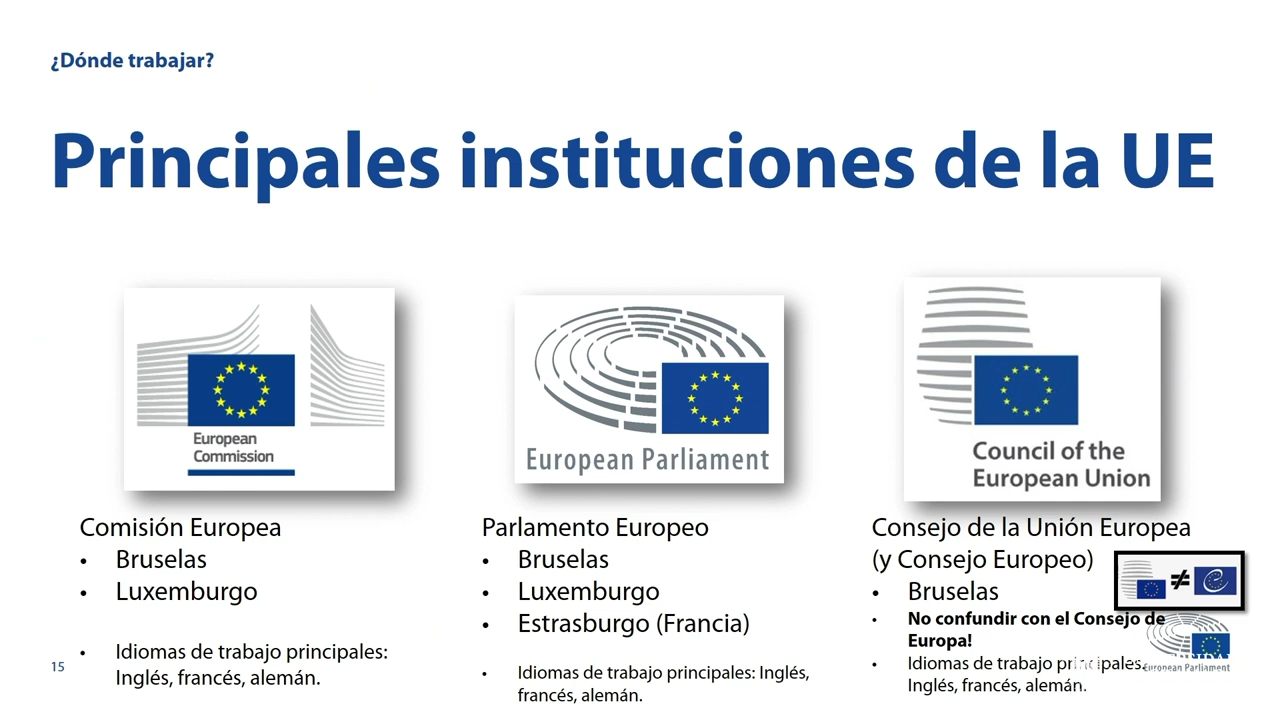 ¿Dónde trabajar?
Principales instituciones de la UE
European
Commission
European Parliament
Council of the
European Union
Comisión Europea
• Bruselas
• Luxemburgo
• Idiomas de trabajo principales:
Inglés, francés, alemán.
Parlamento Europeo
• Bruselas
• Luxemburgo
• Estrasburgo (Francia)
• Idiomas de trabajo principales: Inglés,
francés, alemán.
Consejo de la Unión Europea
(y Consejo Europeo)
• Bruselas
≠
• No confundir con el Consejo de
Europa!
• Idiomas de trabajo principales.
Inglés, francés, alemán.
European Parliament
15